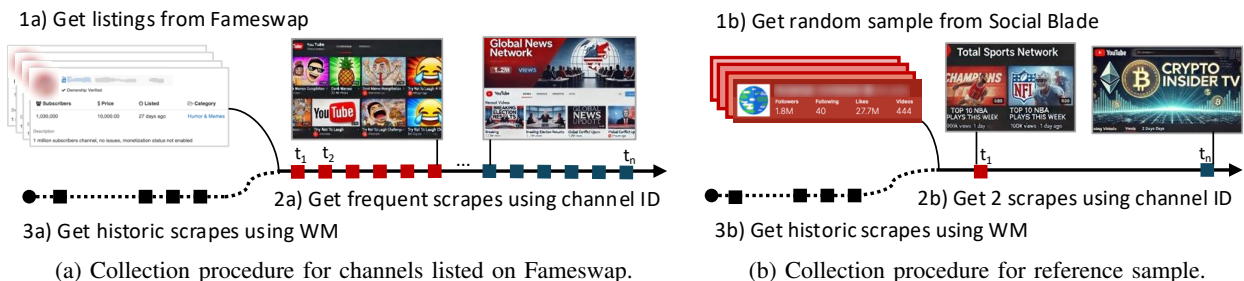 1a) Get listings from Fameswap
Ownership Verified
Subscribers $ Price Listed Category
1,000,000 10,000.00 27 days ago Humor & Memes
Description
1 million subscribers channel, no issues, monetization status not enabled
YouTube
YouTube
Global News
Network
1.2M VIEWS
t1 t2 ... tn
2a) Get frequent scrapes using channel ID
3a) Get historic scrapes using WM
(a) Collection procedure for channels listed on Fameswap.
1b) Get random sample from Social Blade
Followers Following Likes Videos
1.8M 40 27.7M 444
Total Sports Network
CHAMPIONS
NFL
TOP 10 NBA
PLAYS THIS WEEK
TOP 10 NBA
PLAYS THIS WEEK
YouTube
CRYPTO
INSIDER TV
t1 tn
2b) Get 2 scrapes using channel ID
3b) Get historic scrapes using WM
(b) Collection procedure for reference sample.